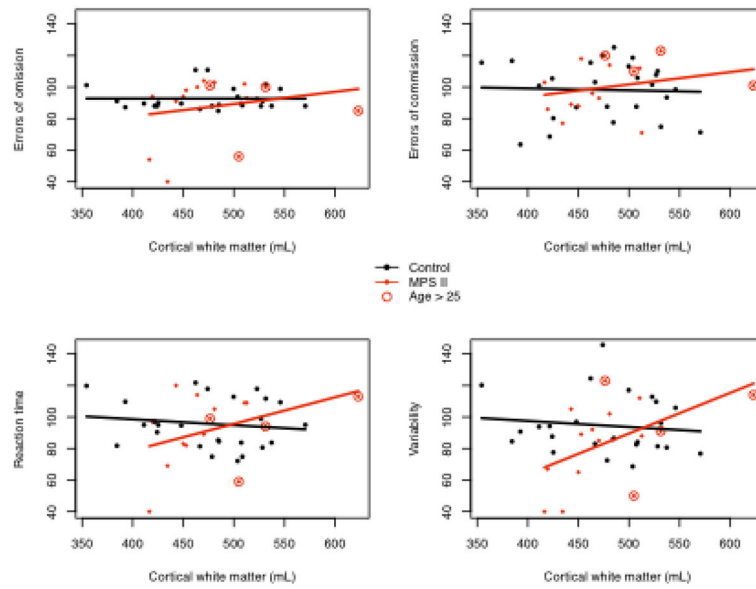 Errors of omission
140
120
100
80
60
40
350 400 450 500 550 600
Cortical white matter (mL)
Errors of commission
140
120
100
80
60
40
350 400 450 500 550 600
Cortical white matter (mL)
Control
MPS II
Age > 25
Reaction time
140
100
80
60
40
350 400 450 500 550 600
Cortical white matter (mL)
Variability
140
100
80
60
40
350 400 450 500 550 600
Cortical white matter (mL)